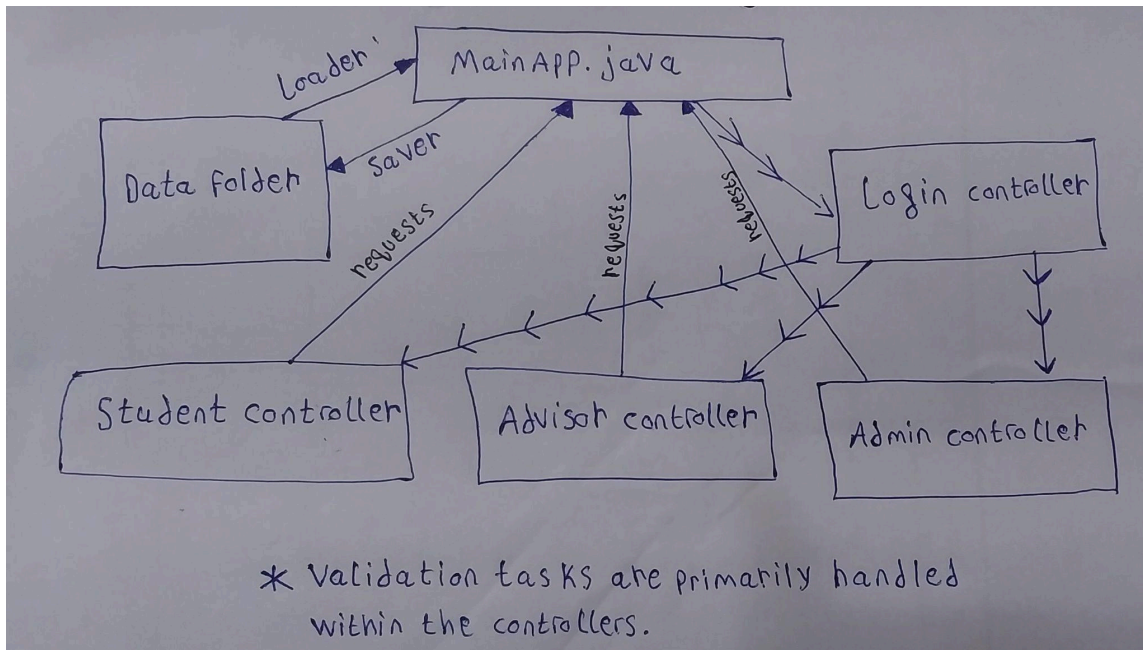 Loader
MainApp.java
saver
Data folder
Login controller
requests
requests
requests
Student controller
Advisor controller
Admin controller
* Validation tasks are primarily handled
within the controllers.